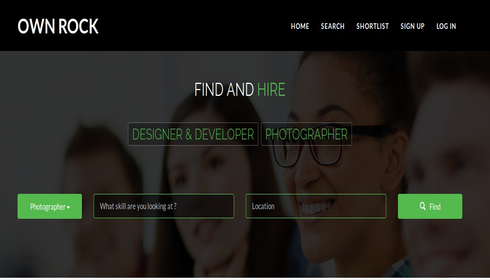 OWN ROCK
HOME SEARCH SHORTLIST SIGN UP LOG IN
FIND AND HIRE
DESIGNER & DEVELOPER PHOTOGRAPHER
Photographer What skill are you looking at ? Location Find